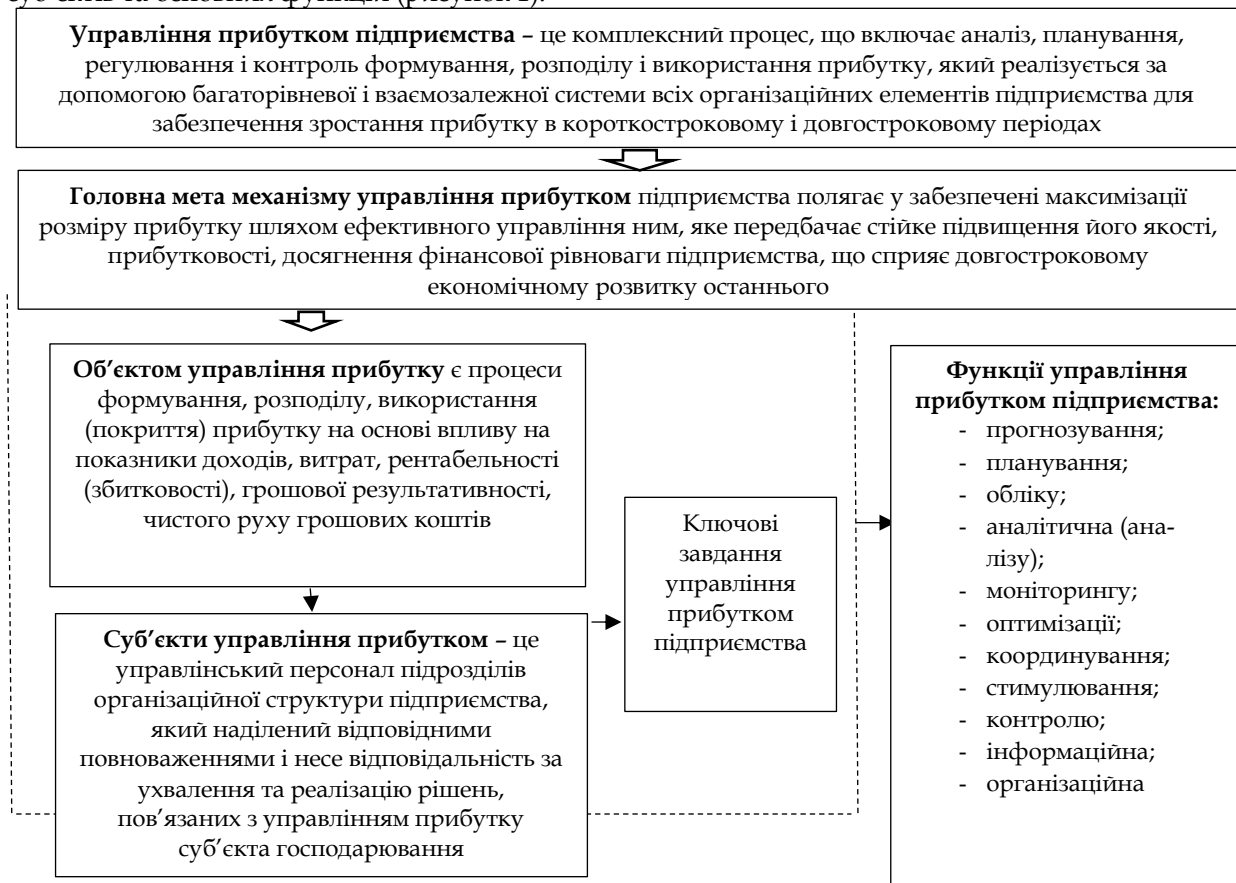 Управління прибутком підприємства – це комплексний процес, що включає аналіз, планування,
регулювання і контроль формування, розподілу і використання прибутку, який реалізується за
допомогою багаторівневої і взаємозалежної системи всіх організаційних елементів підприємства для
забезпечення зростання прибутку в короткостроковому і довгостроковому періодах
Головна мета механізму управління прибутком підприємства полягає у забезпечені максимізації
розміру прибутку шляхом ефективного управління ним, яке передбачає стійке підвищення його якості,
прибутковості, досягнення фінансової рівноваги підприємства, що сприяє довгостроковому
економічному розвитку останнього
Об’єктом управління прибутку є процеси
формування, розподілу, використання
(покриття) прибутку на основі впливу на
показники доходів, витрат, рентабельності
(збитковості), грошової результативності,
чистого руху грошових коштів
Суб’єкти управління прибутком – це
управлінський персонал підрозділів
організаційної структури підприємства,
який наділений відповідними
повноваженнями і несе відповідальність за
ухвалення та реалізацію рішень,
пов’язаних з управлінням прибутку
суб’єкта господарювання
Ключові
завдання
управління
прибутком
підприємства
Функції управління
прибутком підприємства:
- прогнозування;
- планування;
- обліку;
- аналітична (ана-
лізу);
- моніторингу;
- оптимізації;
- координування;
- стимулювання;
- контролю;
- інформаційна;
- організаційна